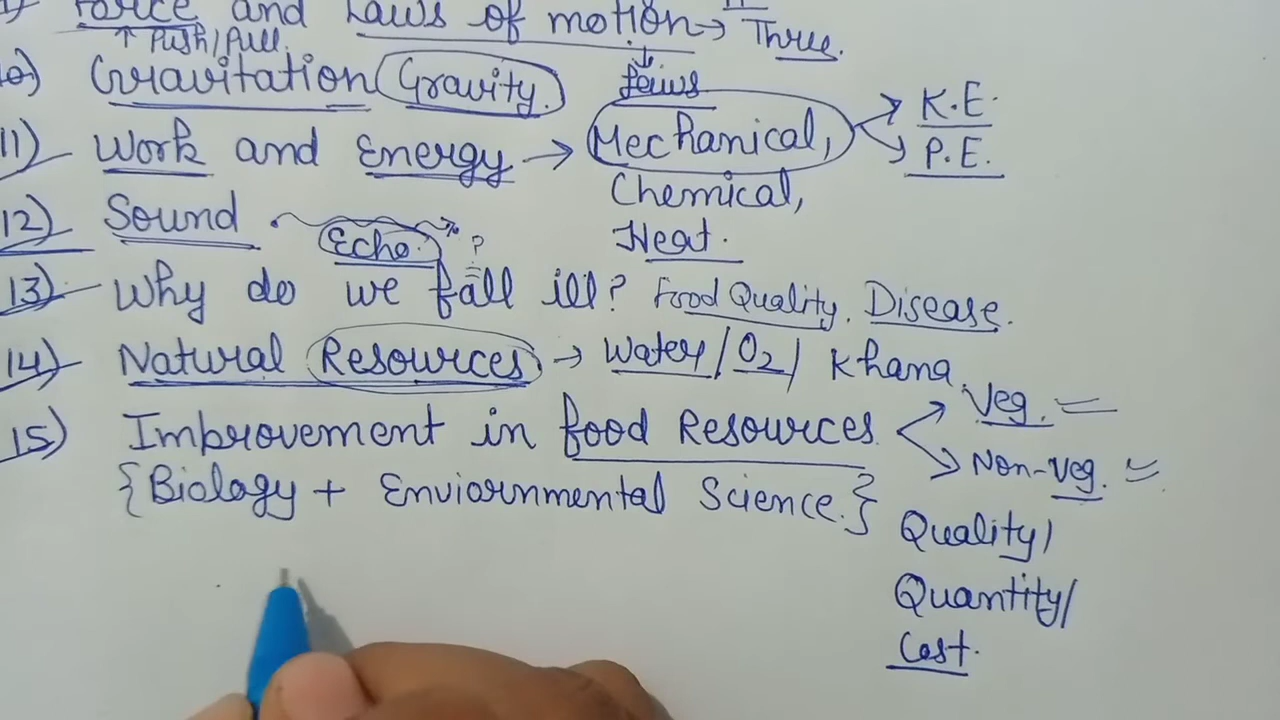 Force and Laws of motion → Three.
↑ Push/Pull.
Laws
10) Gravitation Gravity.
11) Work and Energy → Mechanical, K.E. P.E.
Chemical,
Heat.
12) Sound Echo.
13) Why do we fall ill? Food Quality. Disease.
14) Natural Resources → Water/O2/Khana.
15) Improvement in food Resources Veg. Non-veg.
{Biology + Enviornmental Science.}
Quality/
Quantity/
Cost.